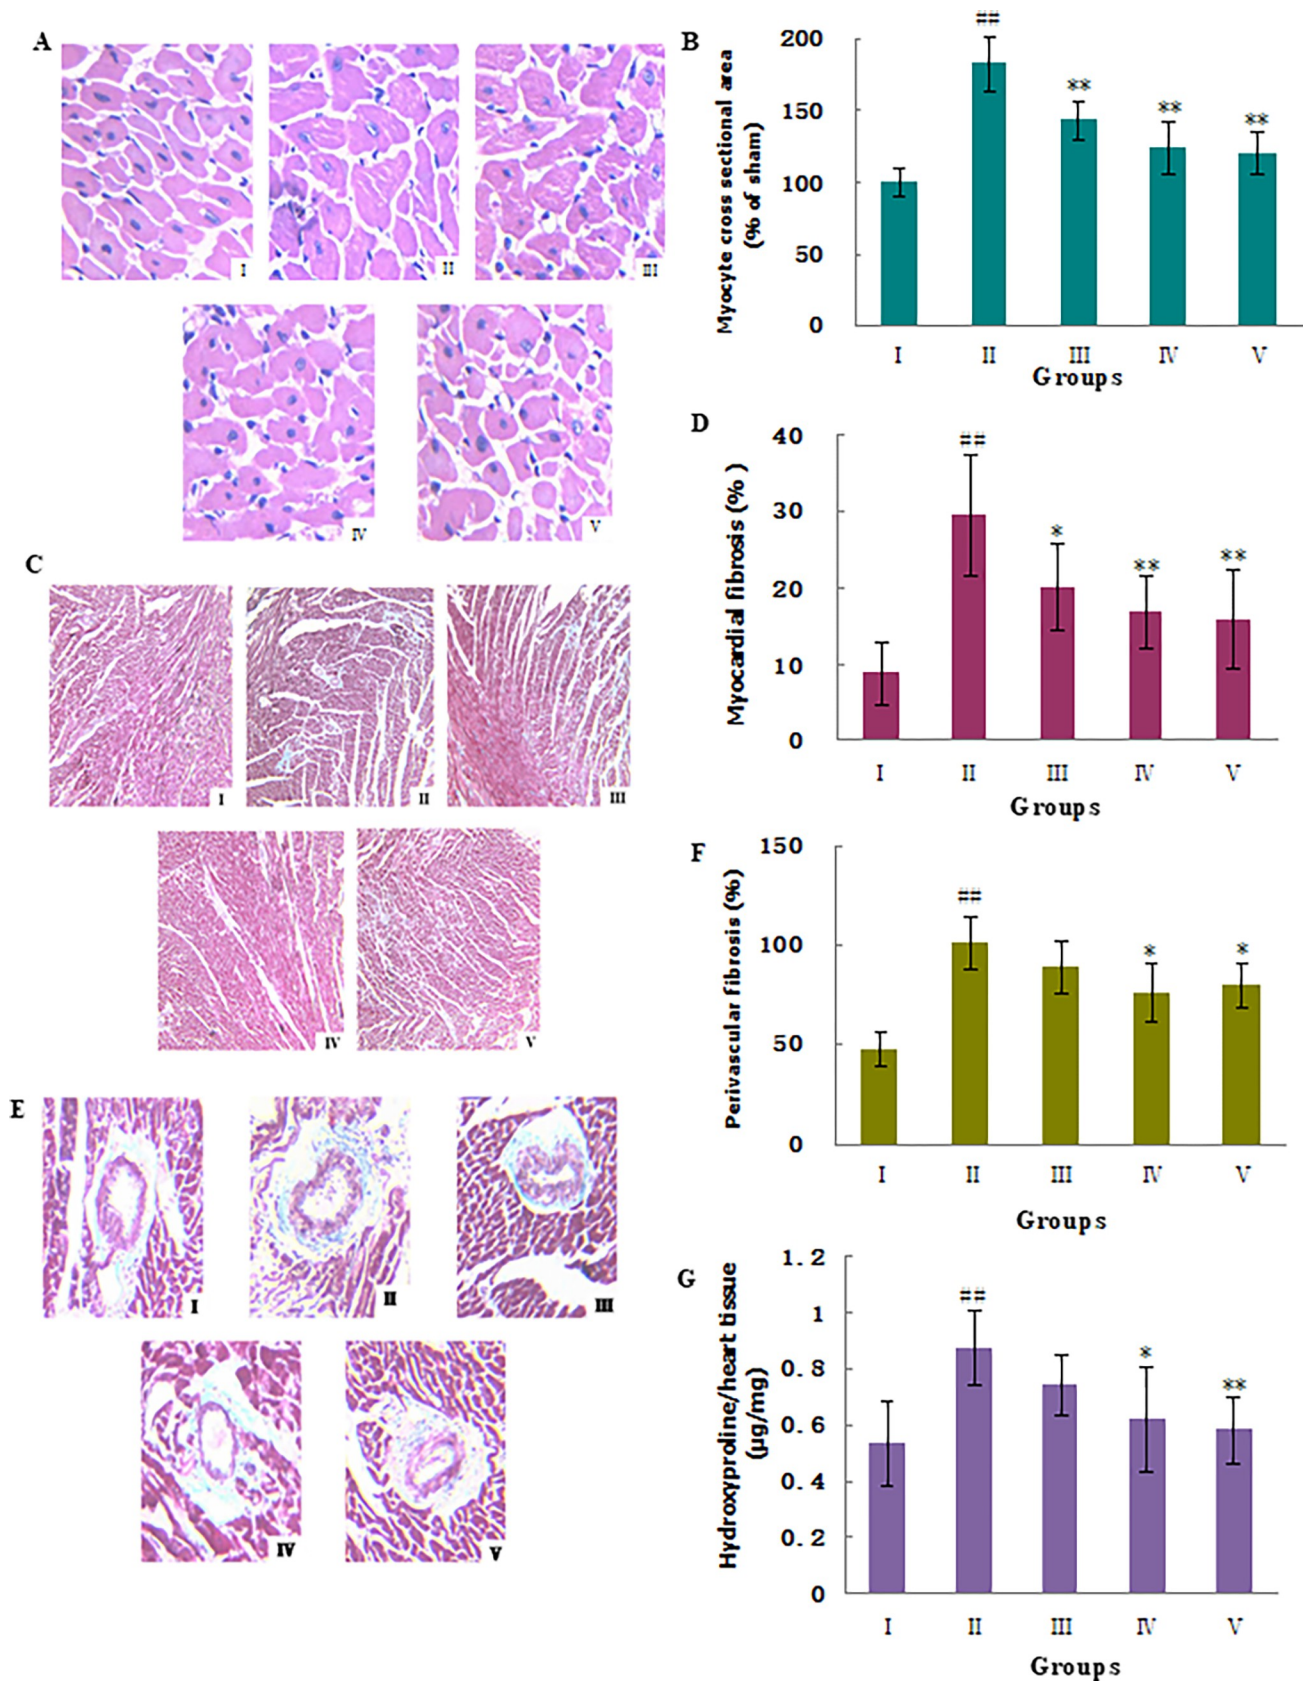 A
I
II
III
IV
V
B
Myocyte cross sectional area
(% of sham)
200
150
100
50
0
##
**
**
**
I II III IV V
Groups
C
I
II
III
IV
V
D
Myocardial fibrosis (%)
40
30
20
10
0
##
*
**
**
I II III IV V
Groups
E
I
II
III
IV
V
F
Perivascular fibrosis (%)
150
100
50
0
##
*
*
I II III IV V
Groups
G
Hydroxyproline/heart tissue
(µg/mg)
1.2
1
0.8
0.6
0.4
0.2
0
##
*
**
I II III IV V
Groups